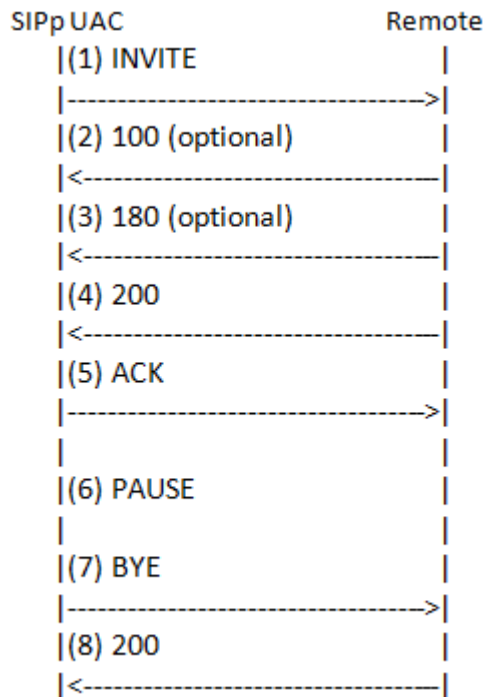 SIPp UAC Remote
|(1) INVITE |
|----------------------------------->|
|(2) 100 (optional) |
|<-----------------------------------|
|(3) 180 (optional) |
|<-----------------------------------|
|(4) 200 |
|<-----------------------------------|
|(5) ACK |
|----------------------------------->|
| |
|(6) PAUSE |
| |
|(7) BYE |
|----------------------------------->|
|(8) 200 |
|<-----------------------------------|